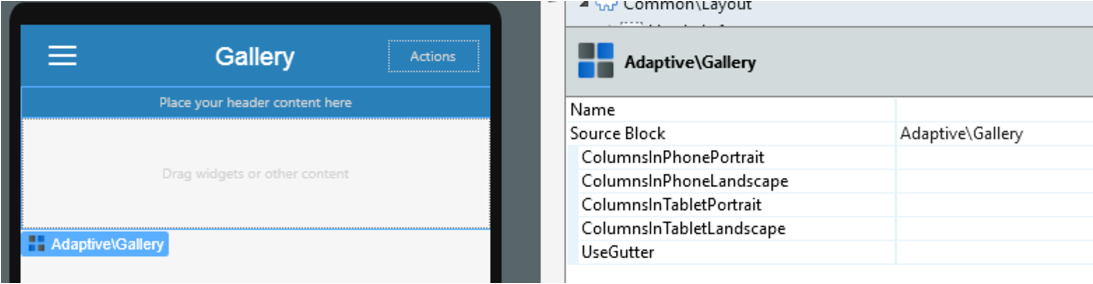 Gallery
Actions
Place your header content here
Drag widgets or other content
Adaptive\Gallery
Common\Layout
Adaptive\Gallery
Name
Source Block Adaptive\Gallery
ColumnsInPhonePortrait
ColumnsInPhoneLandscape
ColumnsInTabletPortrait
ColumnsInTabletLandscape
UseGutter